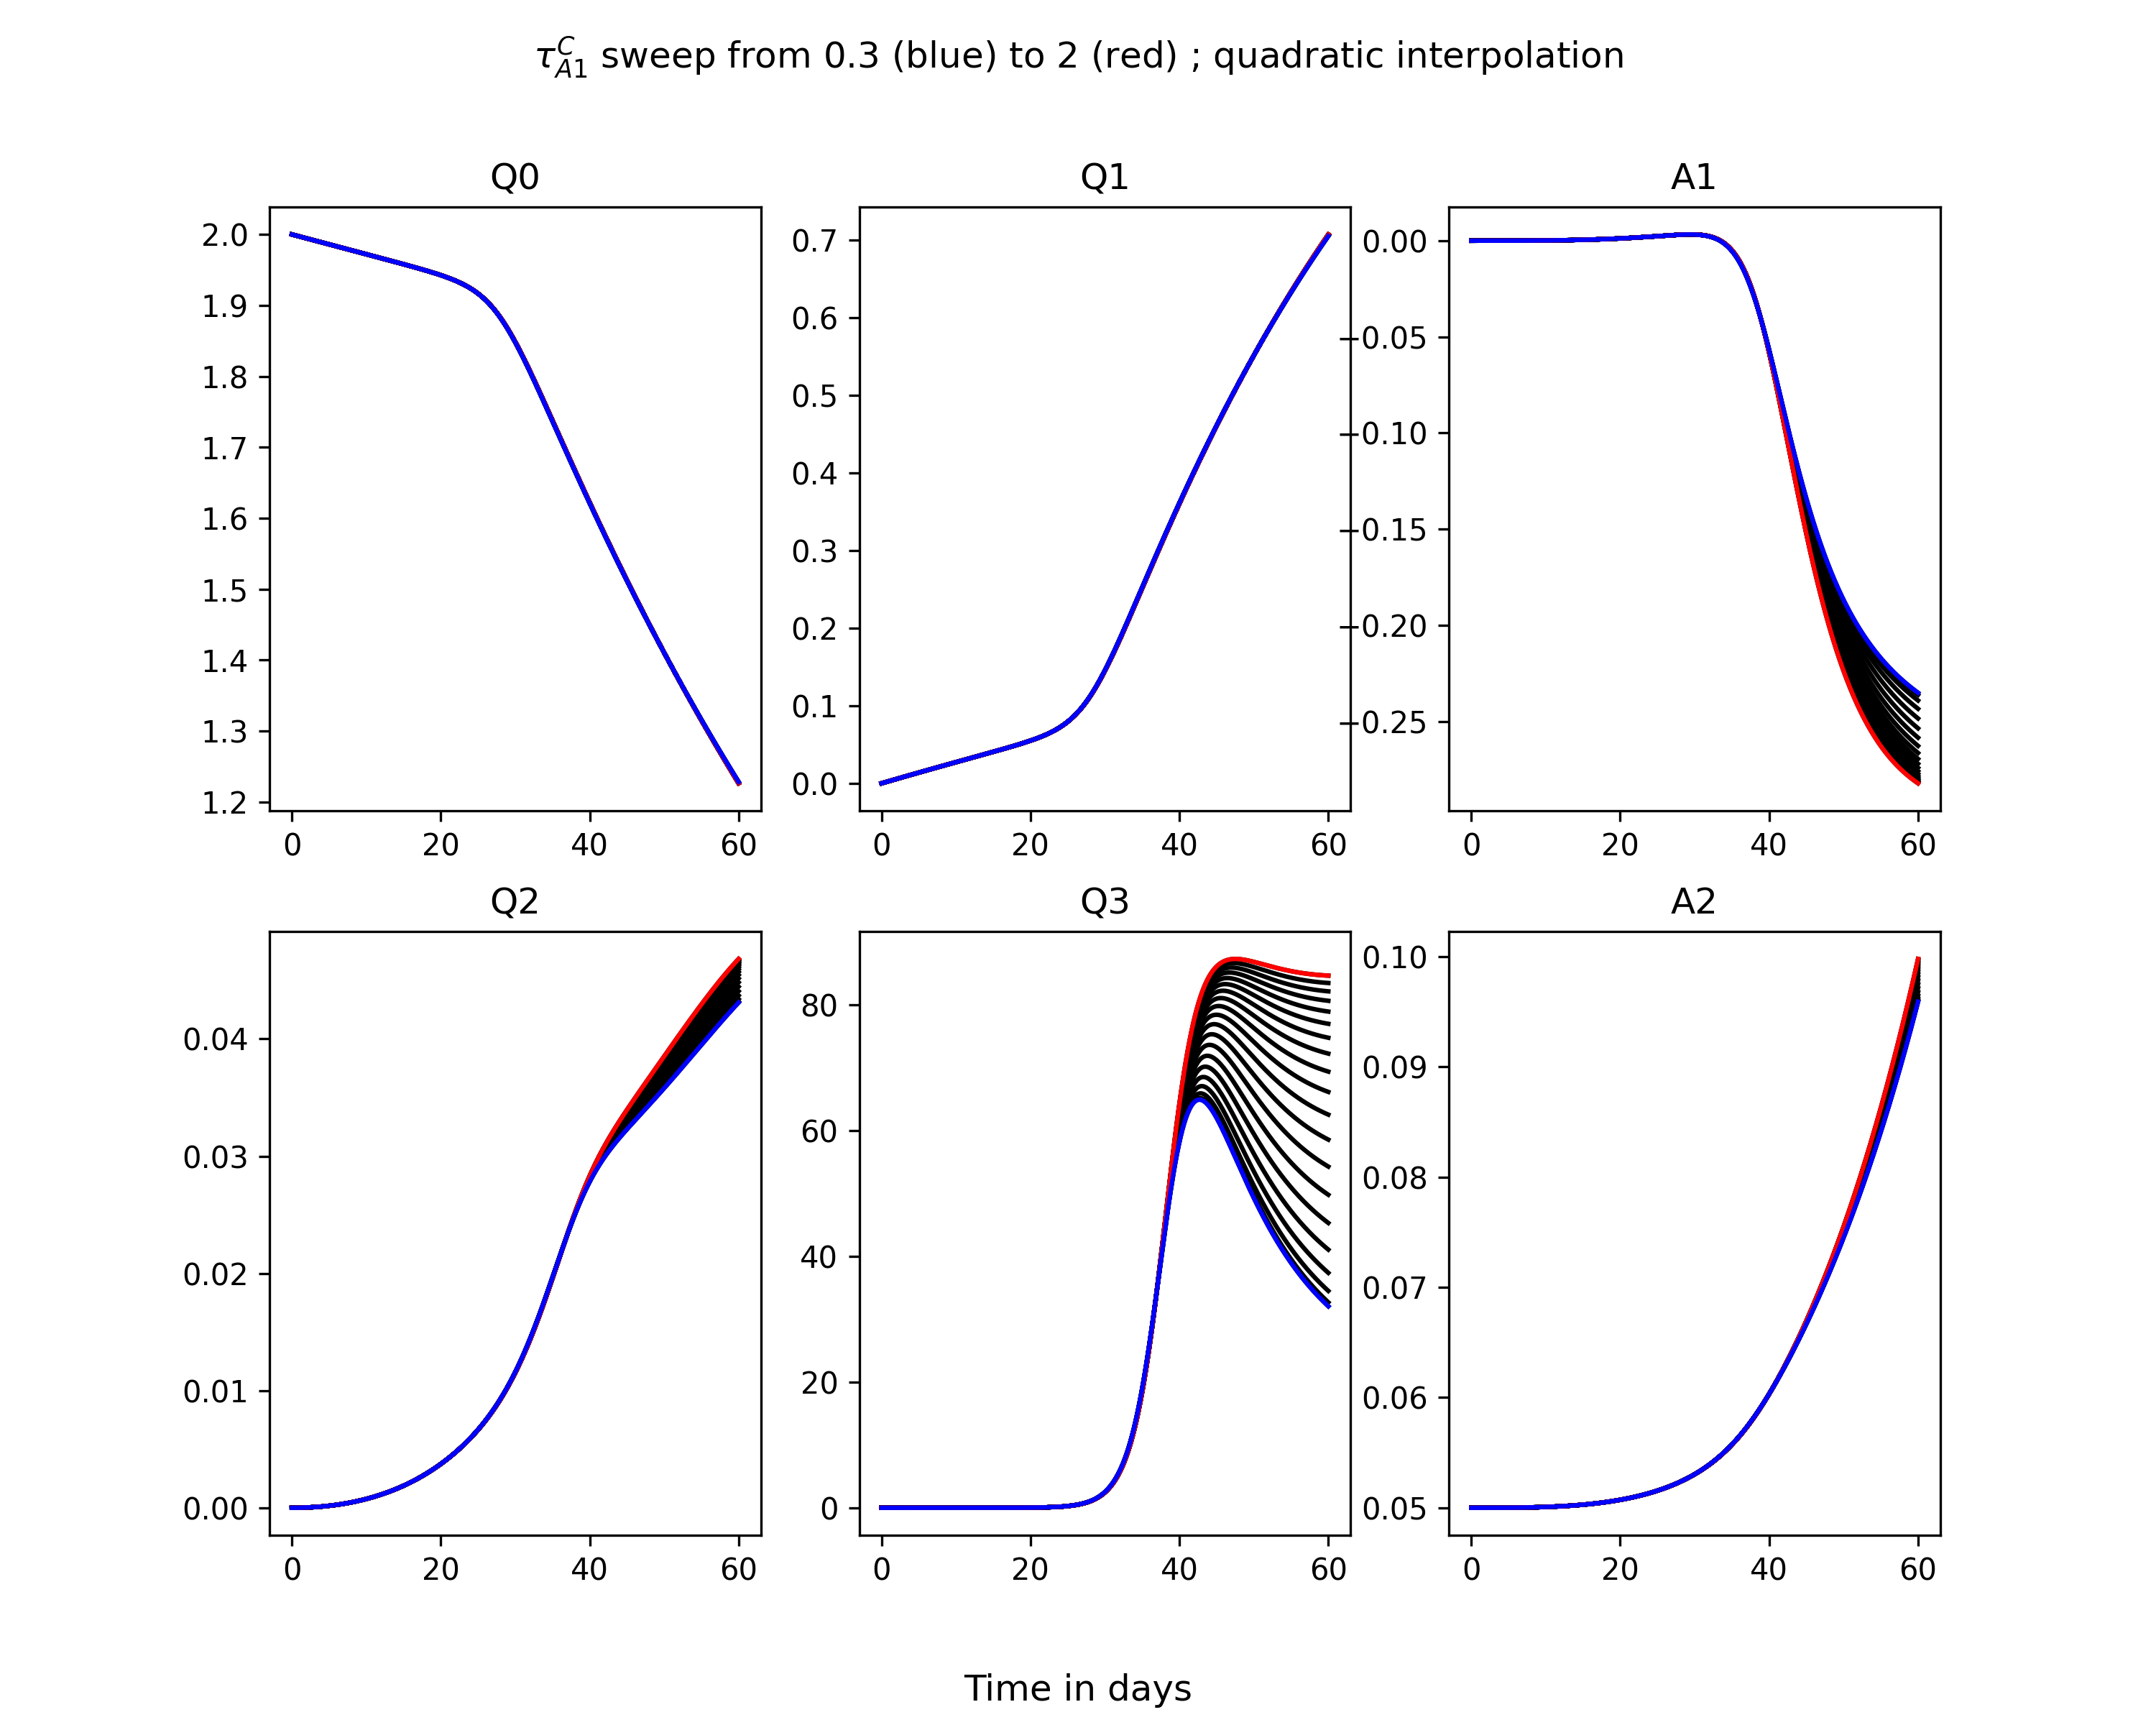 τ_{A1}^{C} sweep from 0.3 (blue) to 2 (red) ; quadratic interpolation
Q0
Q1
A1
2.0
1.9
1.8
1.7
1.6
1.5
1.4
1.3
1.2
0 20 40 60
0.7
0.6
0.5
0.4
0.3
0.2
0.1
0.0
0 20 40 60
0.00
−0.05
−0.10
−0.15
−0.20
−0.25
0 20 40 60
Q2
Q3
A2
0.04
0.03
0.02
0.01
0.00
0 20 40 60
80
60
40
20
0
0 20 40 60
0.10
0.09
0.08
0.07
0.06
0.05
0 20 40 60
Time in days